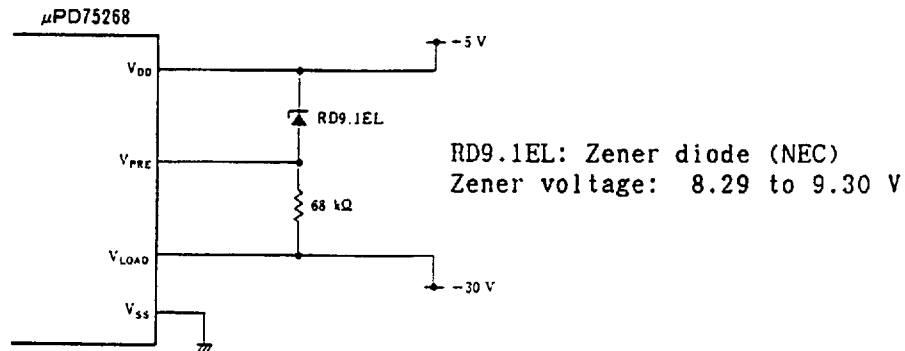 μPD75268
−5 V
VDD
RD9.1EL
VPRE
RD9.1EL: Zener diode (NEC)
Zener voltage: 8.29 to 9.30 V
68 kΩ
VLOAD
−30 V
VSS